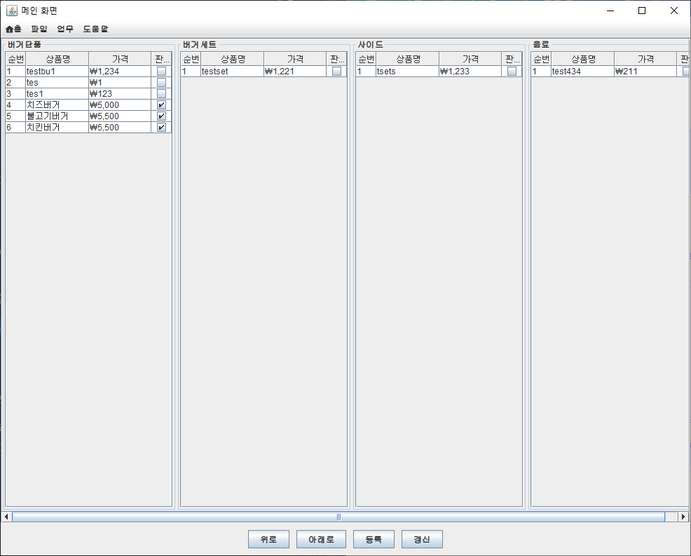 메인 화면
홈 파일 업무 도움말
버거단품 버거세트 사이드 음료
순번 상품명 가격 판... 순번 상품명 가격 판... 순번 상품명 가격 판... 순번 상품명 가격 판...
1 testbu1 ₩1,234 1 testset ₩1,221 1 tsets ₩1,233 1 test434 ₩211
2 tes ₩1
3 tes1 ₩123
4 치즈버거 ₩5,000
5 불고기버거 ₩5,500
6 치킨버거 ₩5,500
위로 아래로 등록 갱신